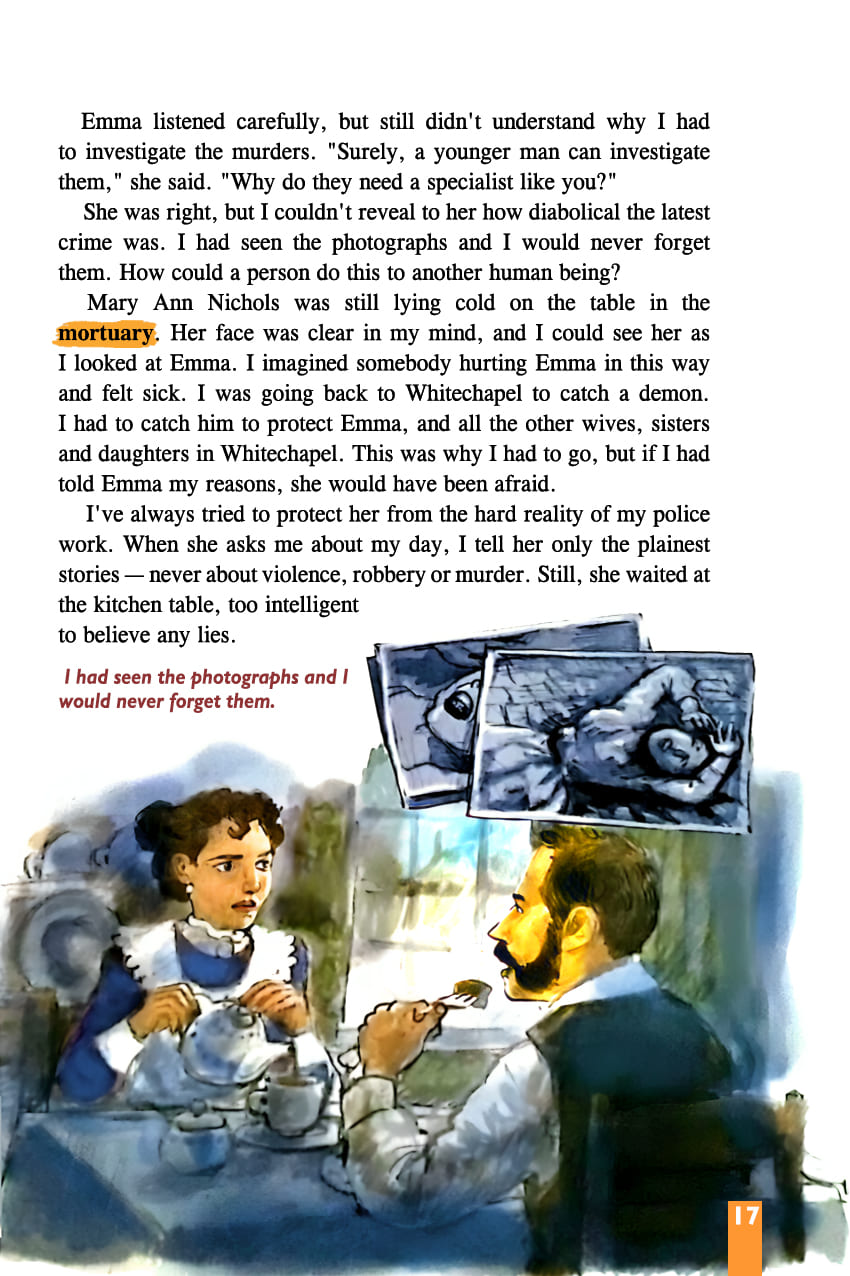 Emma listened carefully, but still didn't understand why I had
to investigate the murders. "Surely, a younger man can investigate
them," she said. "Why do they need a specialist like you?"
She was right, but I couldn't reveal to her how diabolical the latest
crime was. I had seen the photographs and I would never forget
them. How could a person do this to another human being?
Mary Ann Nichols was still lying cold on the table in the
mortuary. Her face was clear in my mind, and I could see her as
I looked at Emma. I imagined somebody hurting Emma in this way
and felt sick. I was going back to Whitechapel to catch a demon.
I had to catch him to protect Emma, and all the other wives, sisters
and daughters in Whitechapel. This was why I had to go, but if I had
told Emma my reasons, she would have been afraid.
I've always tried to protect her from the hard reality of my police
work. When she asks me about my day, I tell her only the plainest
stories — never about violence, robbery or murder. Still, she waited at
the kitchen table, too intelligent
to believe any lies.
I had seen the photographs and I
would never forget them.
17